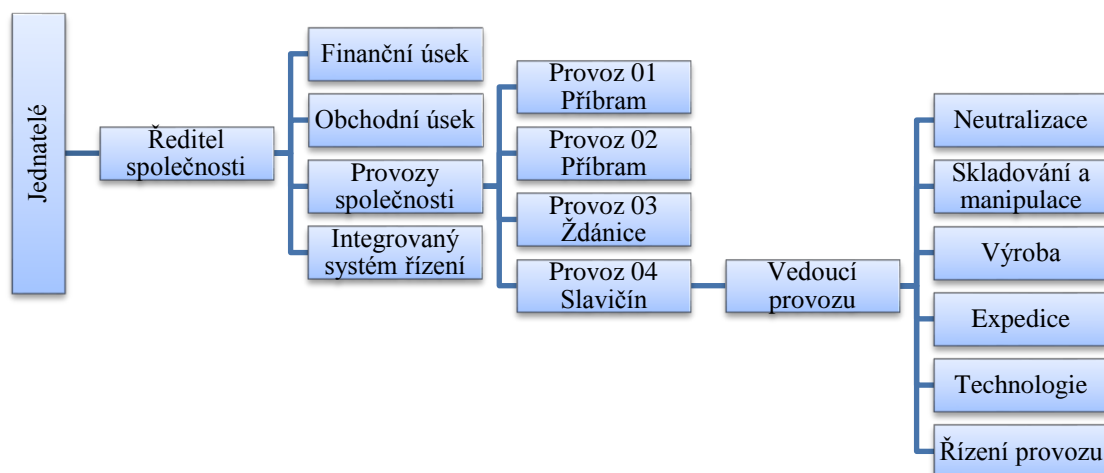 Jednatelé
Ředitel
společnosti
Finanční úsek
Obchodní úsek
Provozy
společnosti
Integrovaný
systém řízení
Provoz 01
Příbram
Provoz 02
Příbram
Provoz 03
Ždánice
Provoz 04
Slavičín
Vedoucí
provozu
Neutralizace
Skladování a
manipulace
Výroba
Expedice
Technologie
Řízení provozu